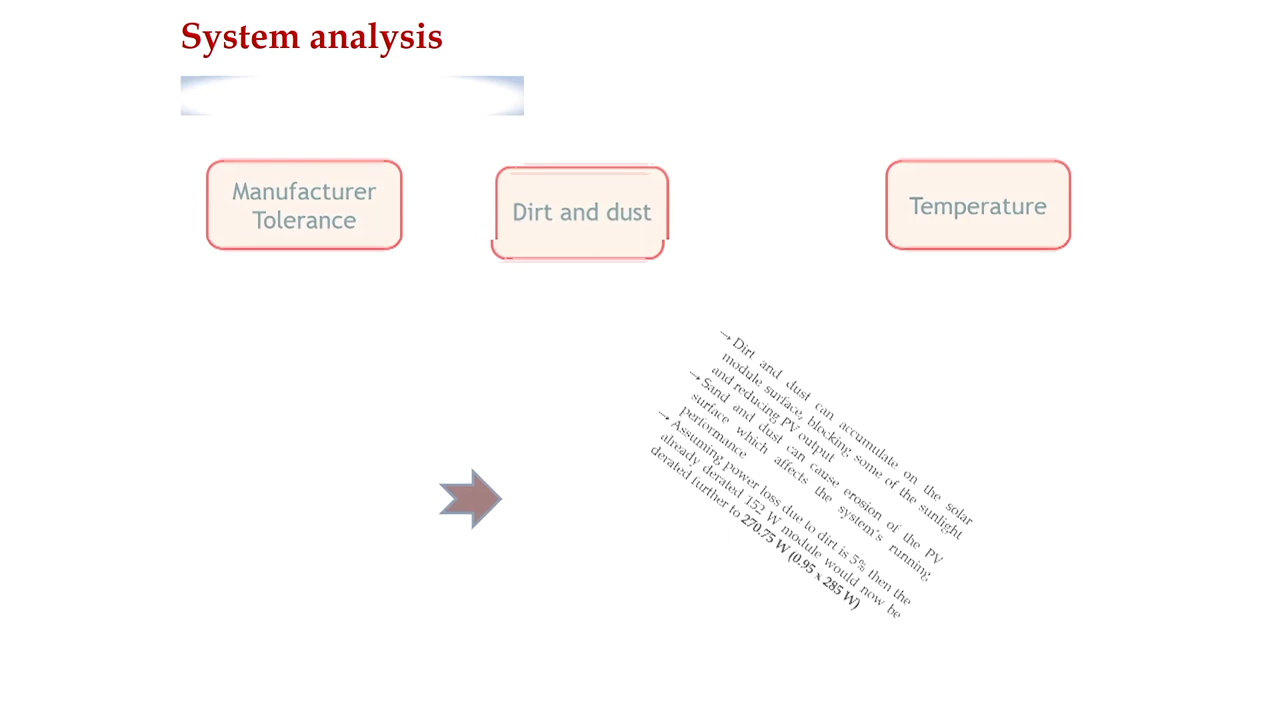 System analysis
Manufacturer
Tolerance
Dirt and dust
Temperature
→ Dirt and dust can accumulate on the solar
module surface, blocking some of the sunlight
and reducing PV output
→ Sand and dust can cause erosion of the PV
surface which affects the system's running
performance
→ Assuming power loss due to dirt is 5% then the
already derated 152 W module would now be
derated further to 270.75 W (0.95 x 285 W)